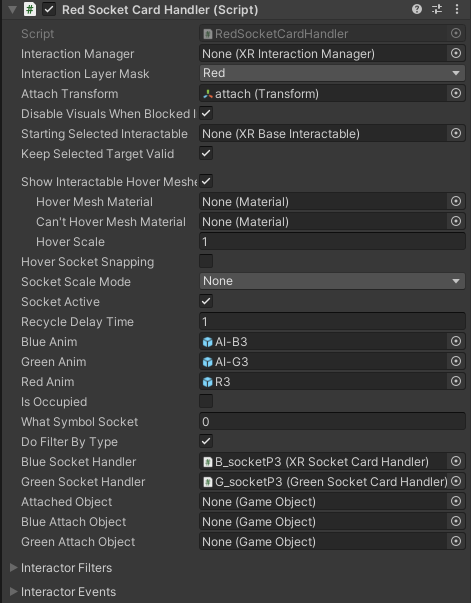 Red Socket Card Handler (Script)
Script RedSocketCardHandler
Interaction Manager None (XR Interaction Manager)
Interaction Layer Mask Red
Attach Transform attach (Transform)
Disable Visuals When Blocked I
Starting Selected Interactable None (XR Base Interactable)
Keep Selected Target Valid
Show Interactable Hover Meshe
Hover Mesh Material None (Material)
Can't Hover Mesh Material None (Material)
Hover Scale 1
Hover Socket Snapping
Socket Scale Mode None
Socket Active
Recycle Delay Time 1
Blue Anim AI-B3
Green Anim AI-G3
Red Anim R3
Is Occupied
What Symbol Socket 0
Do Filter By Type
Blue Socket Handler B_socketP3 (XR Socket Card Handler)
Green Socket Handler G_socketP3 (Green Socket Card Handler)
Attached Object None (Game Object)
Blue Attach Object None (Game Object)
Green Attach Object None (Game Object)
Interactor Filters
Interactor Events